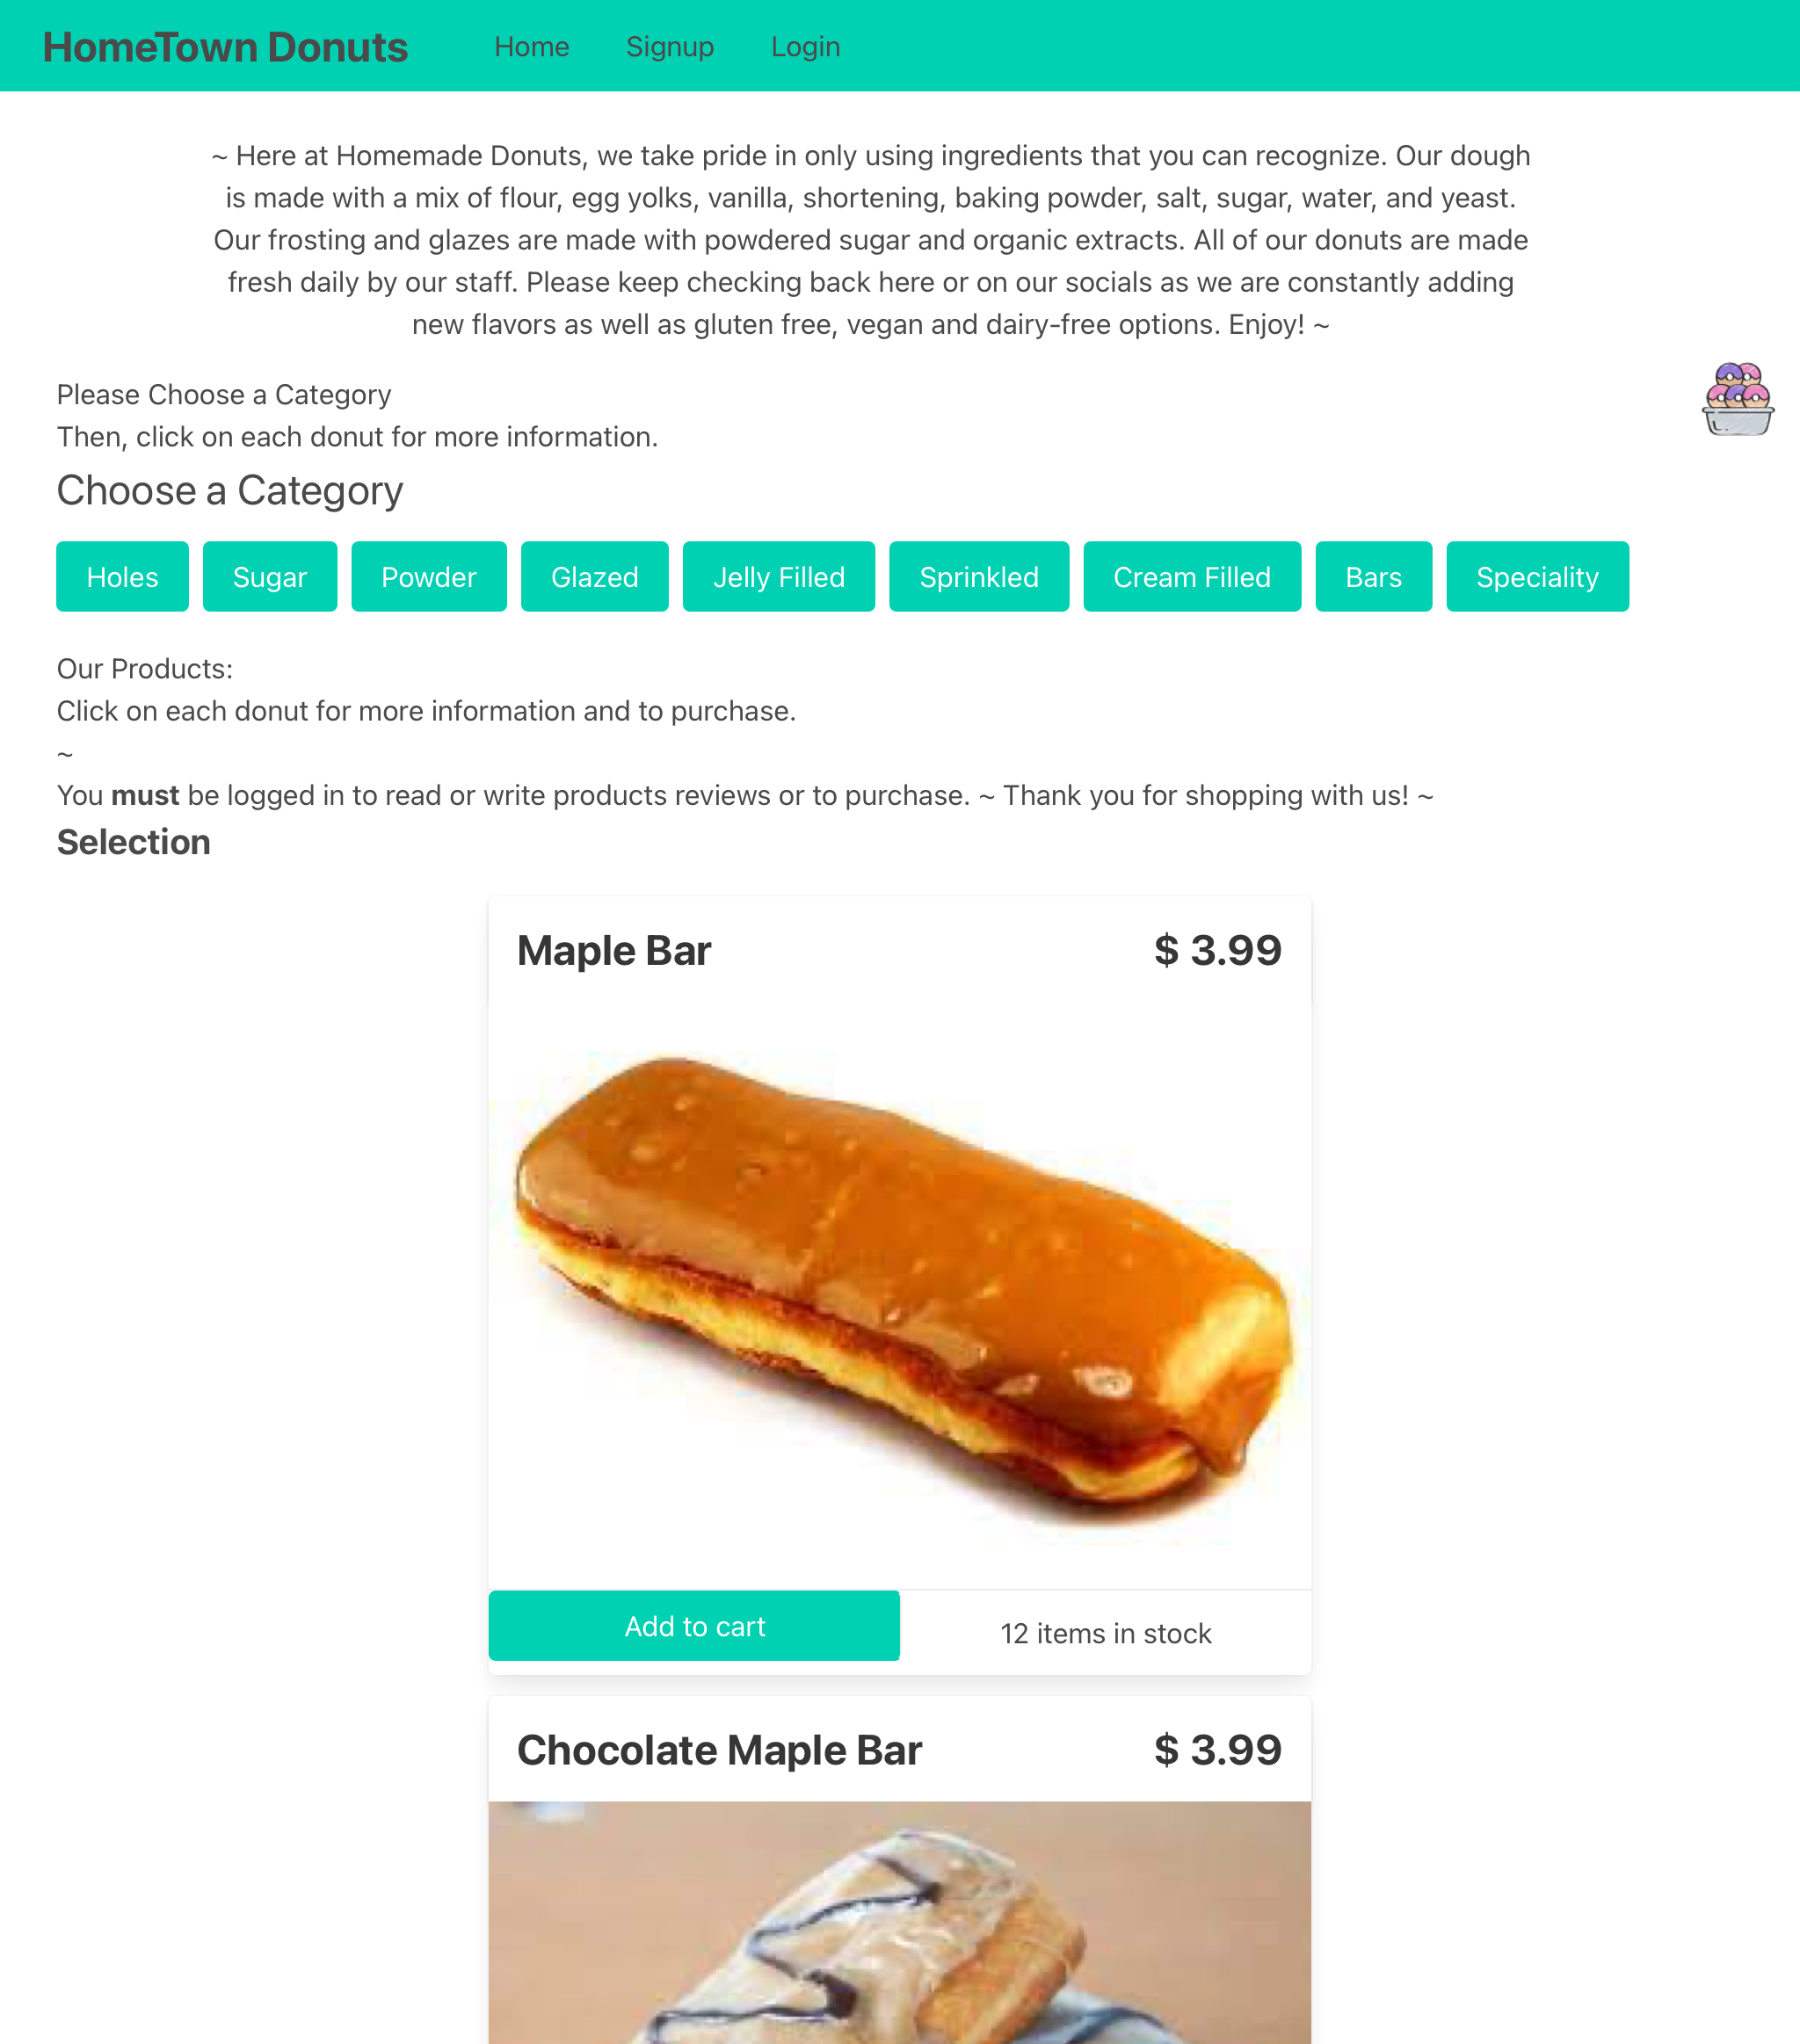 HomeTown Donuts Home Signup Login
~ Here at Homemade Donuts, we take pride in only using ingredients that you can recognize. Our dough
is made with a mix of flour, egg yolks, vanilla, shortening, baking powder, salt, sugar, water, and yeast.
Our frosting and glazes are made with powdered sugar and organic extracts. All of our donuts are made
fresh daily by our staff. Please keep checking back here or on our socials as we are constantly adding
new flavors as well as gluten free, vegan and dairy-free options. Enjoy! ~
Please Choose a Category
Then, click on each donut for more information.
Choose a Category
Holes Sugar Powder Glazed Jelly Filled Sprinkled Cream Filled Bars Speciality
Our Products:
Click on each donut for more information and to purchase.
~
You must be logged in to read or write products reviews or to purchase. ~ Thank you for shopping with us! ~
Selection
Maple Bar $ 3.99
Add to cart 12 items in stock
Chocolate Maple Bar $ 3.99